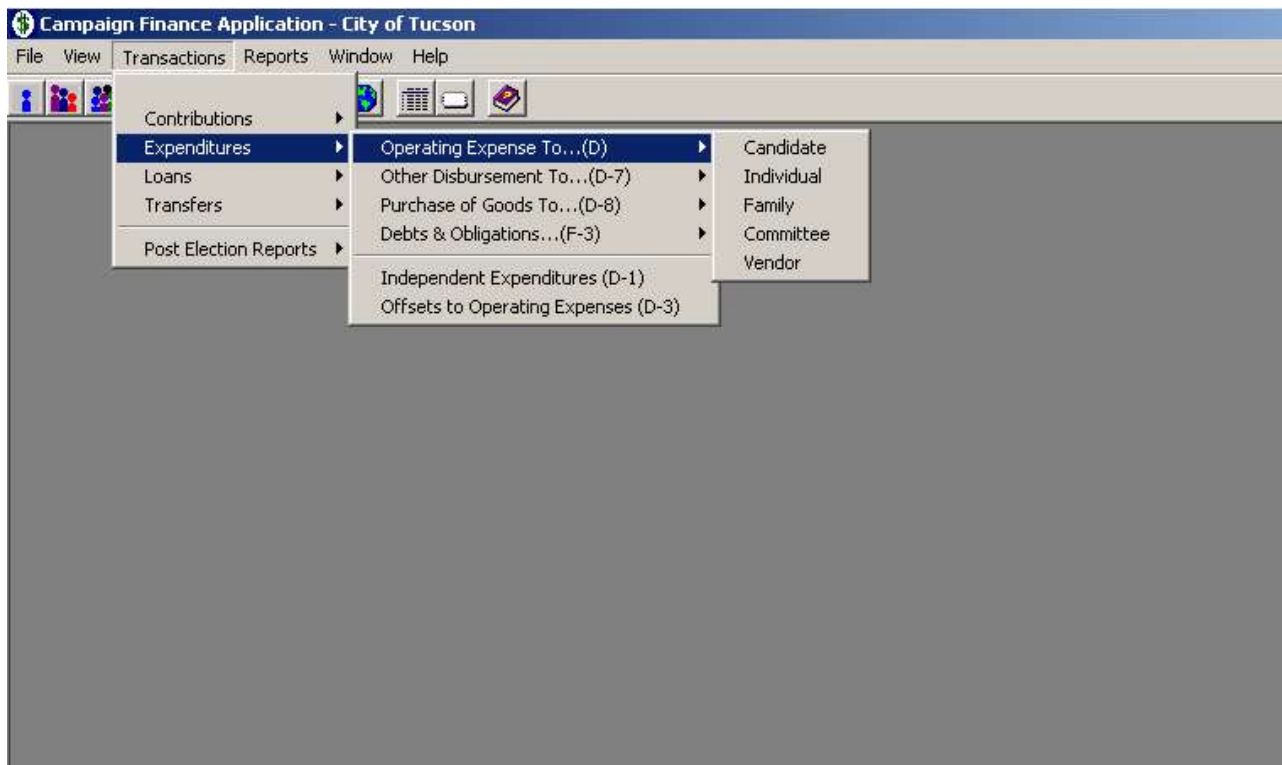 Campaign Finance Application - City of Tucson
File View Transactions Reports Window Help
Contributions
Expenditures
Loans
Transfers
Post Election Reports
Operating Expense To...(D)
Other Disbursement To...(D-7)
Purchase of Goods To...(D-8)
Debts & Obligations...(F-3)
Independent Expenditures (D-1)
Offsets to Operating Expenses (D-3)
Candidate
Individual
Family
Committee
Vendor